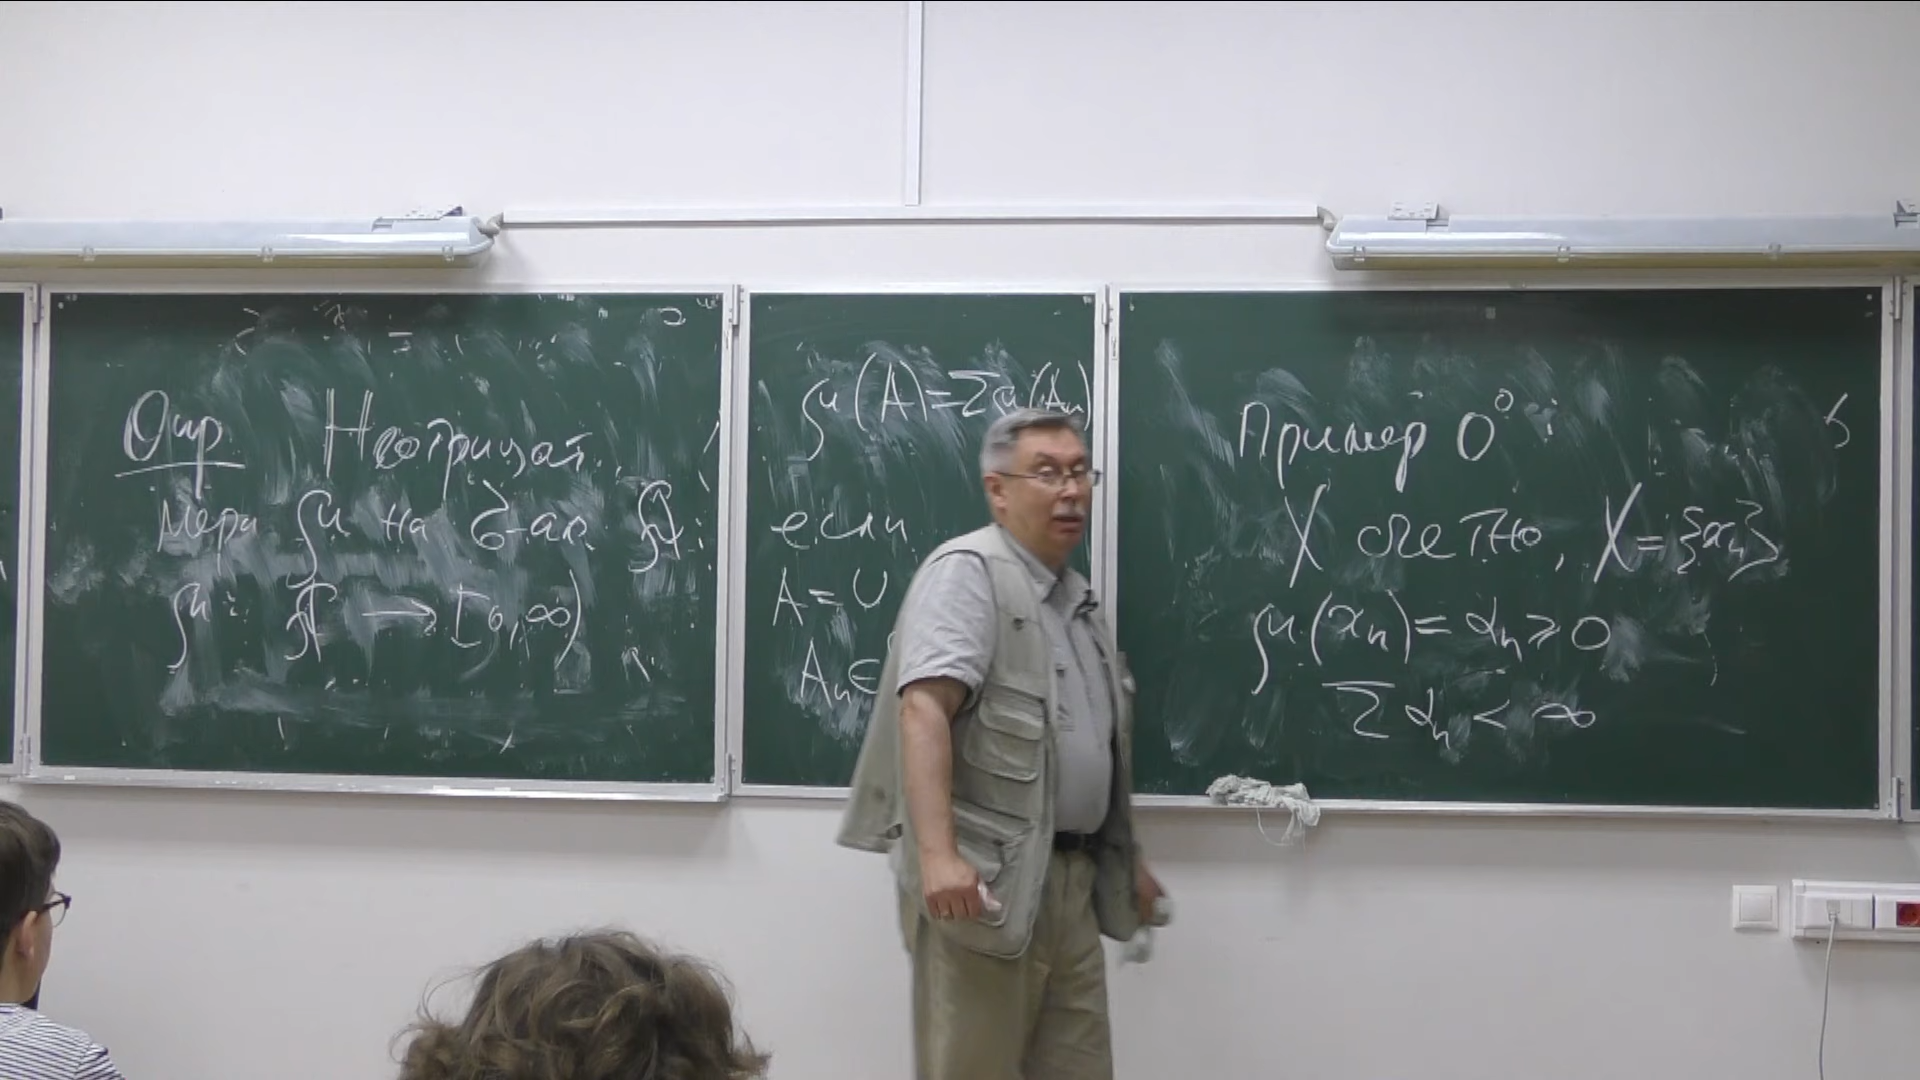 Опр. Неотрицат.
мера μ на σ-ал. 𝔄:
μ: 𝔄 → [0,∞)
μ(A)=Σμ(Aₙ)
если
A=∪
Aₙ∈
Пример 0°
X счетно, X={xₙ}
μ(xₙ)=αₙ≥0
Σαₙ<∞